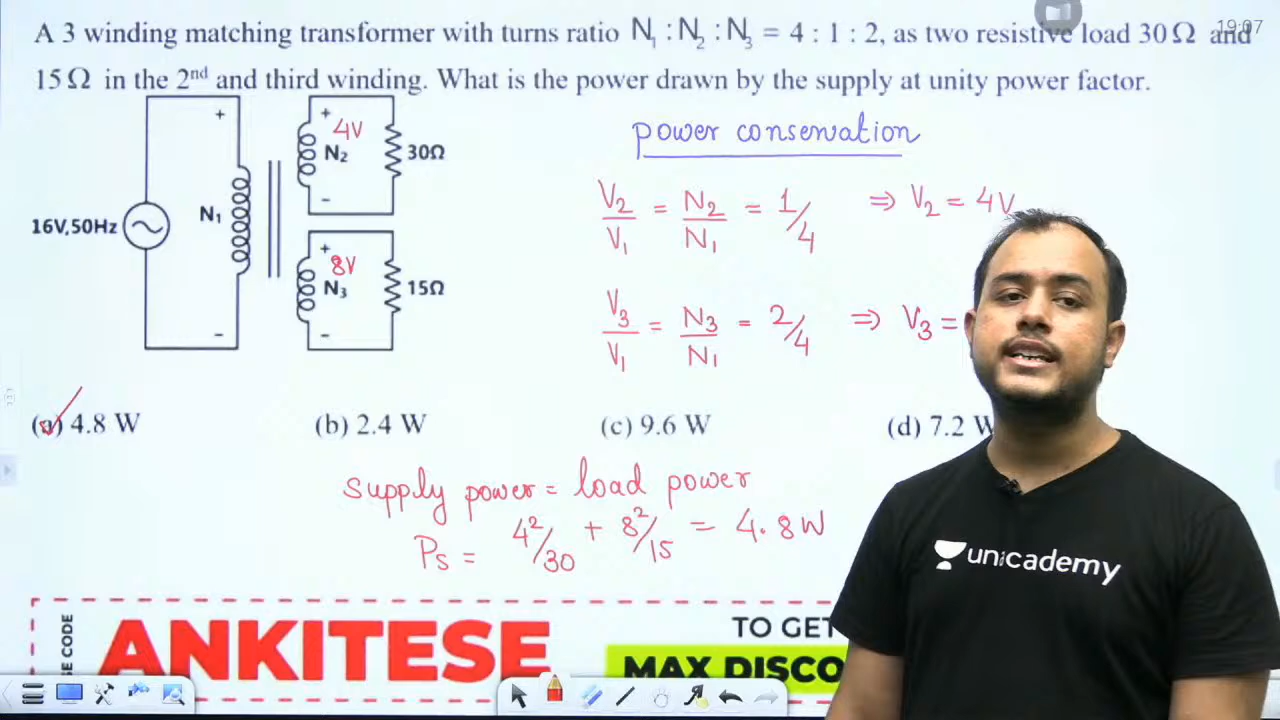 19:07
A 3 winding matching transformer with turns ratio N₁ : N₂ : N₃ = 4 : 1 : 2, as two resistive load 30 Ω and
15 Ω in the 2ⁿᵈ and third winding. What is the power drawn by the supply at unity power factor.
16V,50Hz
+
N₁
-
+
4V
N₂
-
30Ω
+
8V
N₃
-
15Ω
power conservation
V₂/V₁ = N₂/N₁ = 1/4 ⇒ V₂ = 4V
V₃/V₁ = N₃/N₁ = 2/4 ⇒ V₃ =
(a) 4.8 W (b) 2.4 W (c) 9.6 W (d) 7.2 W
supply power = load power
Ps = 4²/30 + 8²/15 = 4.8W
unacademy
CODE
ANKITESE
TO GET
MAX DISCO